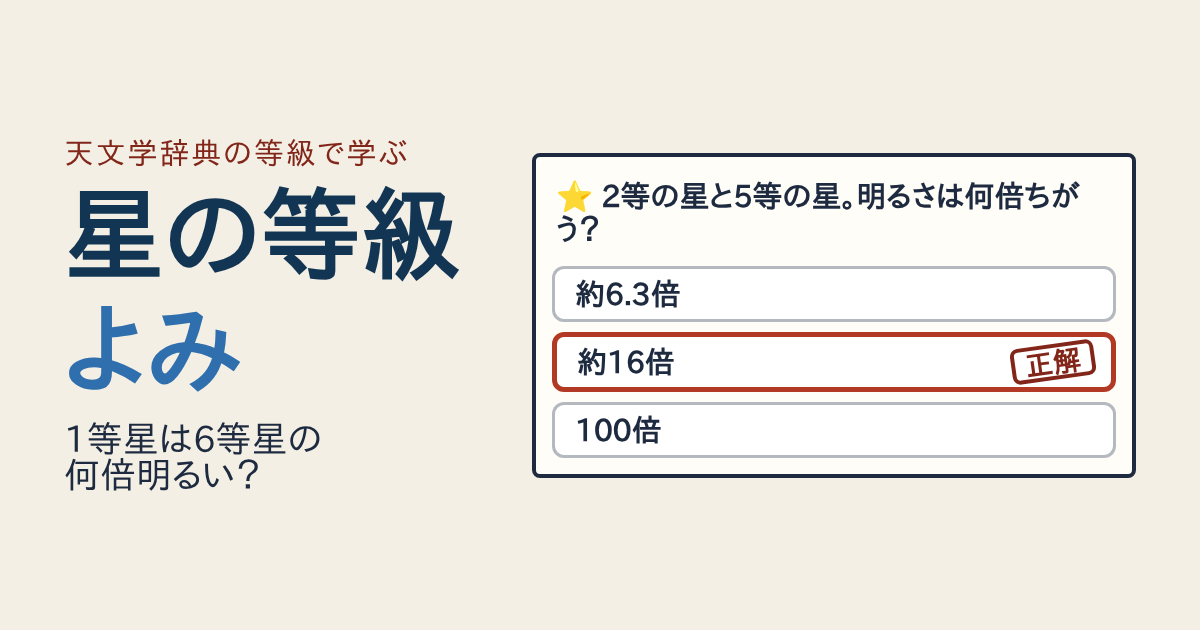 天文学辞典の等級で学ぶ
星の等級
よみ
1等星は6等星の
何倍明るい?
⭐ 2等の星と5等の星。明るさは何倍ちが
う?
約6.3倍
約16倍
正解
100倍